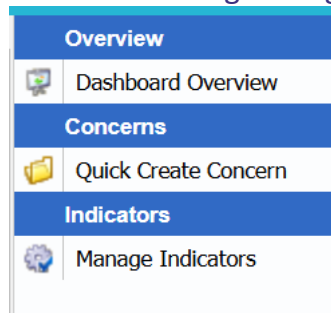 Overview
Dashboard Overview
Concerns
Quick Create Concern
Indicators
Manage Indicators